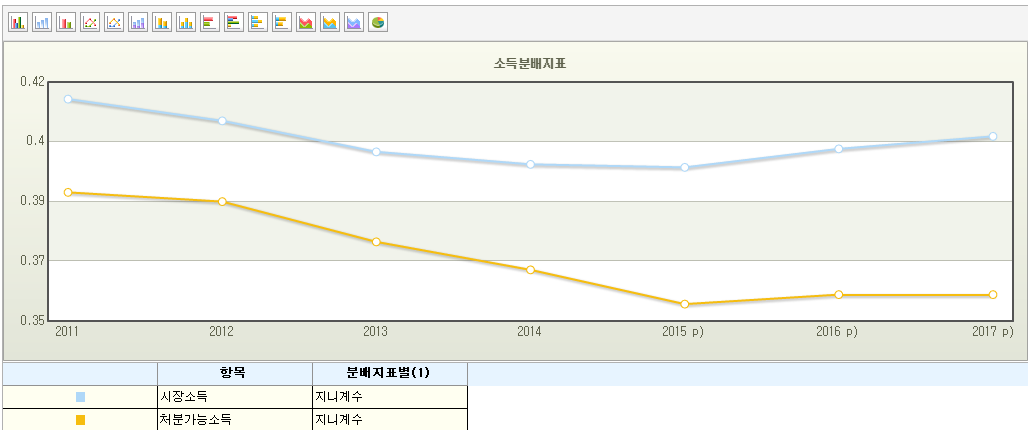 소득분배지표
0.42
0.4
0.39
0.37
0.35
2011 2012 2013 2014 2015 p) 2016 p) 2017 p)
항목 분배지표별(1)
시장소득 지니계수
처분가능소득 지니계수